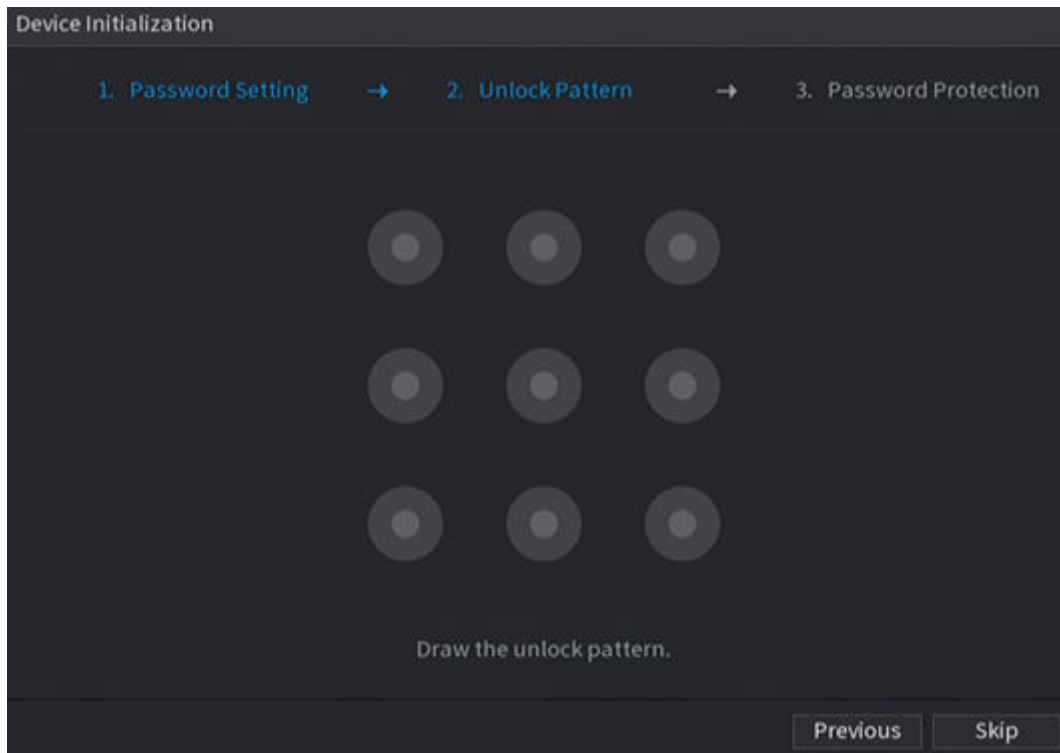 Device Initialization
1. Password Setting → 2. Unlock Pattern → 3. Password Protection
Draw the unlock pattern.
Previous Skip